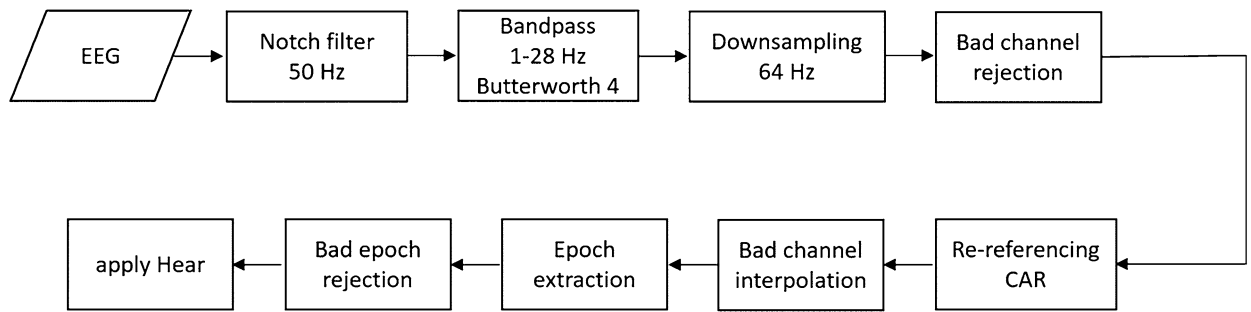 EEG
Notch filter
50 Hz
Bandpass
1-28 Hz
Butterworth 4
Downsampling
64 Hz
Bad channel
rejection
Re-referencing
CAR
Bad channel
interpolation
Epoch
extraction
Bad epoch
rejection
apply Hear